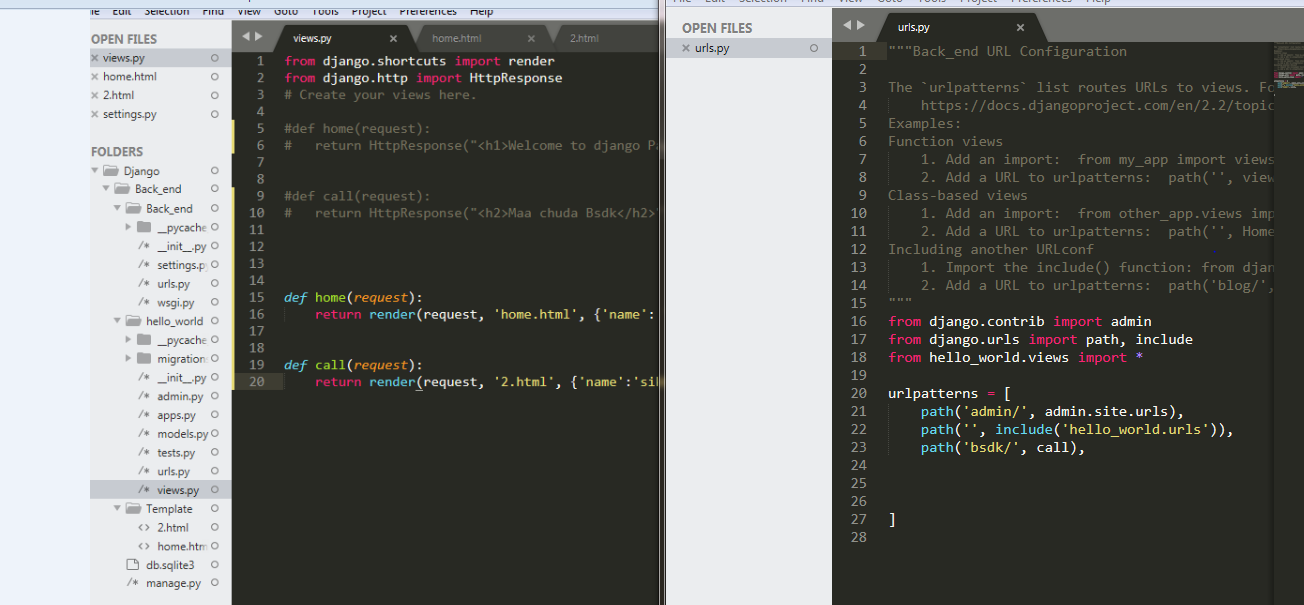 Edit Selection Find View Goto Tools Project Preferences Help
OPEN FILES
views.py
home.html
2.html
settings.py
FOLDERS
Django
Back_end
Back_end
__pycache
__init__.py
settings.p
urls.py
wsgi.py
hello_world
__pycache
migration
__init__.py
admin.py
apps.py
models.py
tests.py
urls.py
views.py
Template
2.html
home.htm
db.sqlite3
manage.py
views.py home.html 2.html
1 from django.shortcuts import render
2 from django.http import HttpResponse
3 # Create your views here.
4
5 #def home(request):
6 #   return HttpResponse("<h1>Welcome to django P
7
8
9 #def call(request):
10 #   return HttpResponse("<h2>Maa chuda Bsdk</h2>
11
12
13
14
15 def home(request):
16     return render(request, 'home.html', {'name':
17
18
19 def call(request):
20     return render(request, '2.html', {'name':'sil
OPEN FILES
urls.py
urls.py
1 """Back_end URL Configuration
2
3 The `urlpatterns` list routes URLs to views. Fo
4     https://docs.djangoproject.com/en/2.2/topic
5 Examples:
6 Function views
7     1. Add an import:  from my_app import views
8     2. Add a URL to urlpatterns:  path('', view
9 Class-based views
10     1. Add an import:  from other_app.views imp
11     2. Add a URL to urlpatterns:  path('', Home
12 Including another URLconf
13     1. Import the include() function: from djan
14     2. Add a URL to urlpatterns:  path('blog/',
15 """
16 from django.contrib import admin
17 from django.urls import path, include
18 from hello_world.views import *
19
20 urlpatterns = [
21     path('admin/', admin.site.urls),
22     path('', include('hello_world.urls')),
23     path('bsdk/', call),
24
25
26
27 ]
28